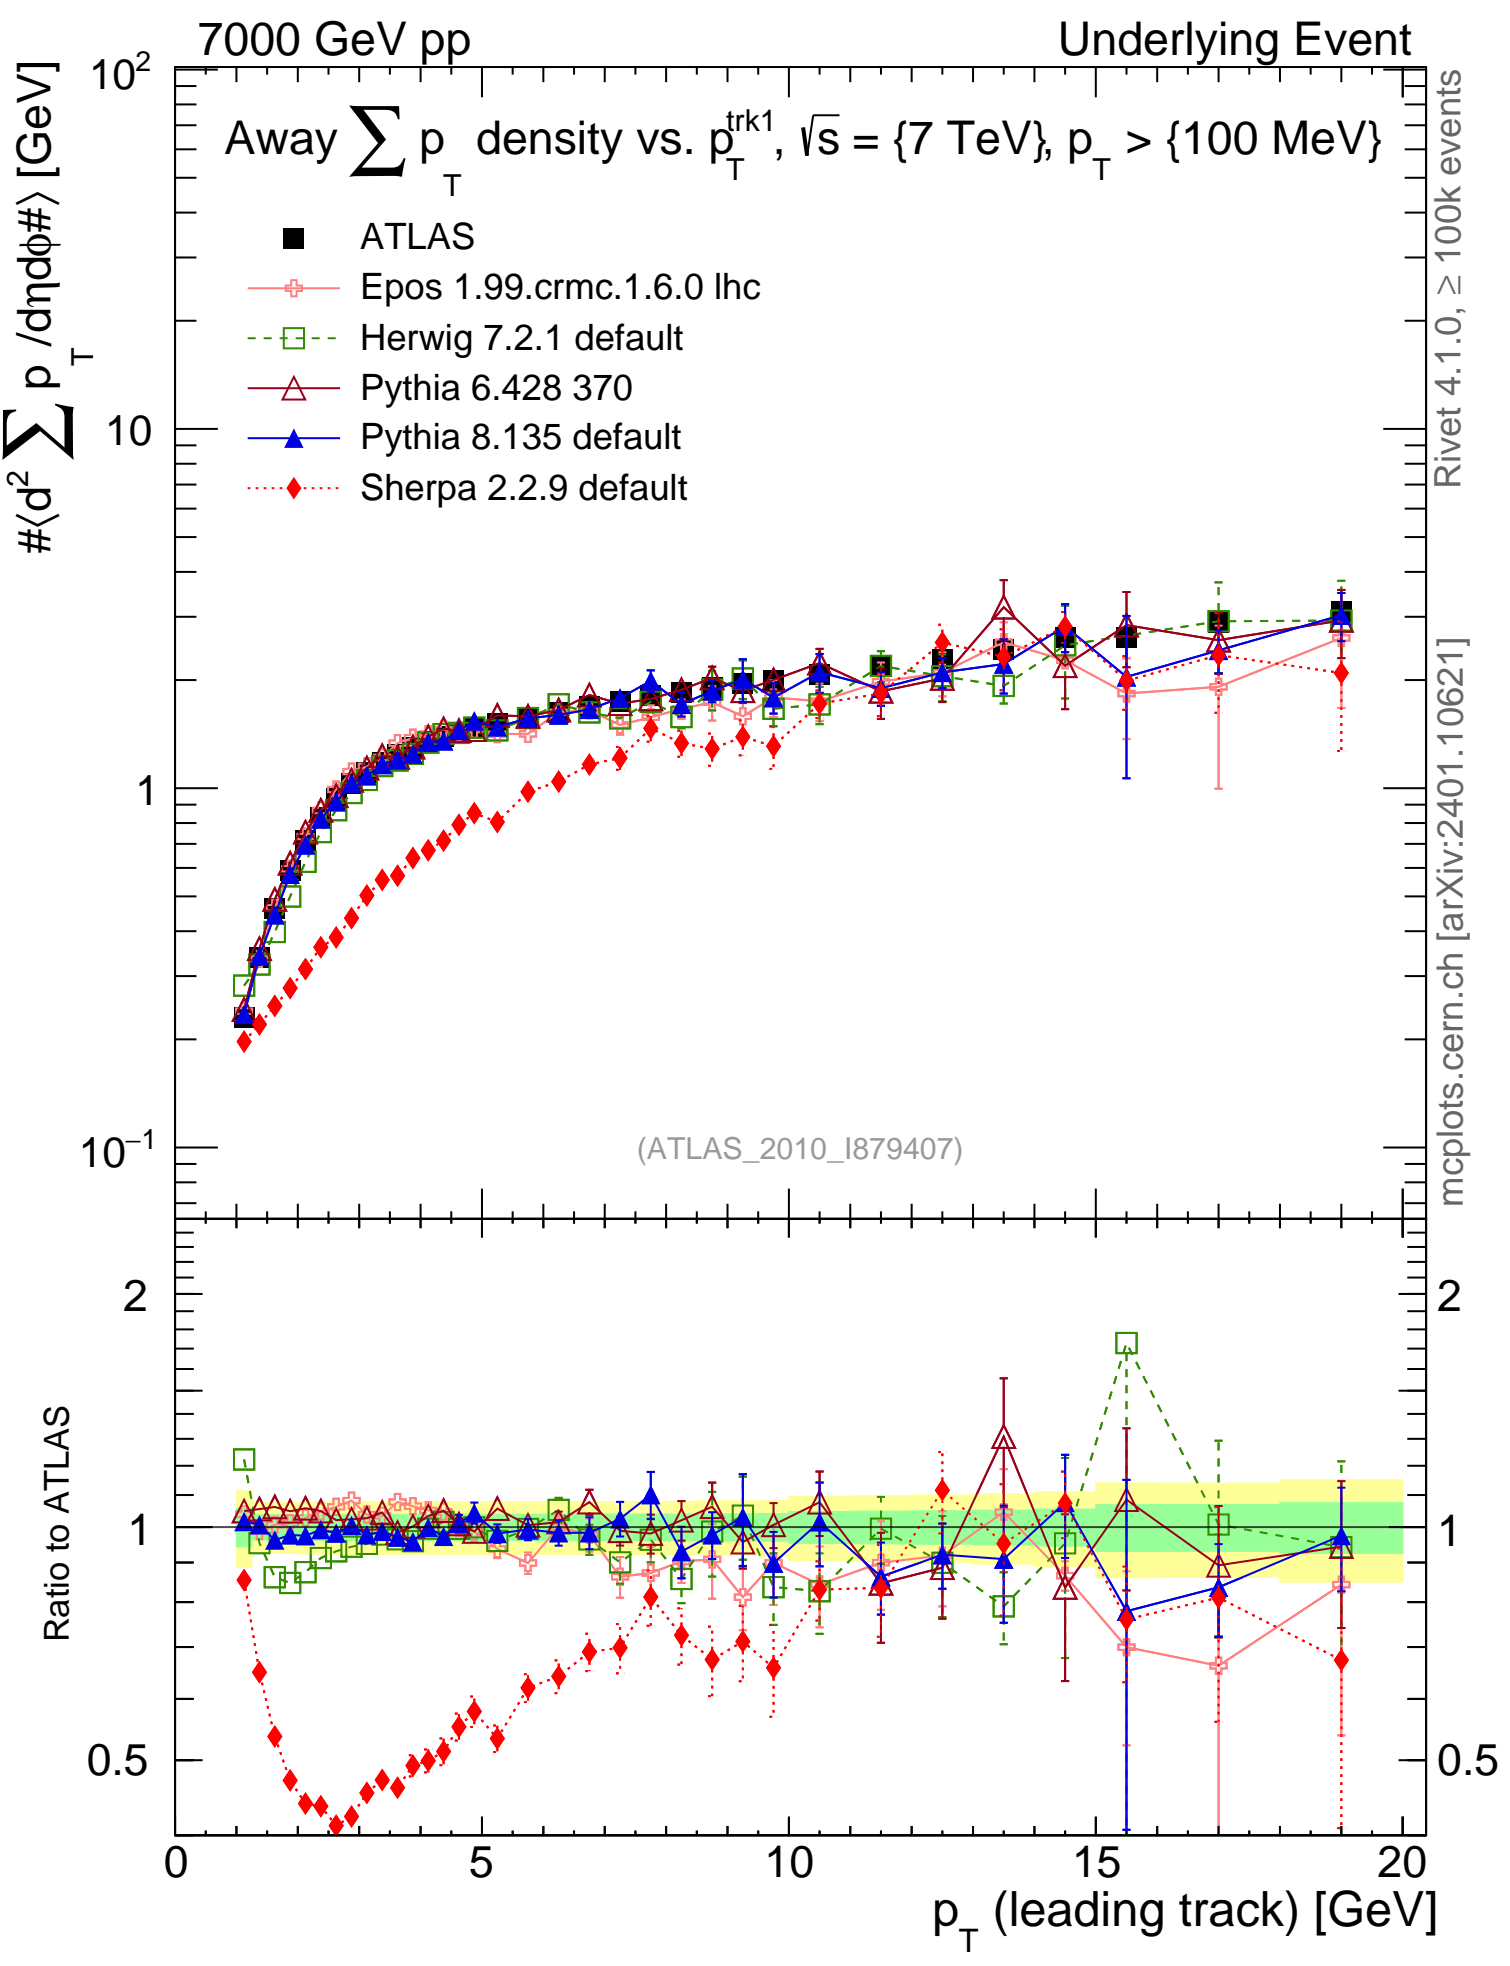 7000 GeV pp
Underlying Event
Away ∑ p_T density vs. p_T^trk1, √s = {7 TeV}, p_T > {100 MeV}
#⟨d² ∑ p_T /dηdϕ#⟩ [GeV]
ATLAS
Epos 1.99.crmc.1.6.0 lhc
Herwig 7.2.1 default
Pythia 6.428 370
Pythia 8.135 default
Sherpa 2.2.9 default
10²
10
1
10⁻¹
(ATLAS_2010_I879407)
Rivet 4.1.0, ≥ 100k events
mcplots.cern.ch [arXiv:2401.10621]
Ratio to ATLAS
2
1
0.5
2
1
0.5
0 5 10 15 20
p_T (leading track) [GeV]